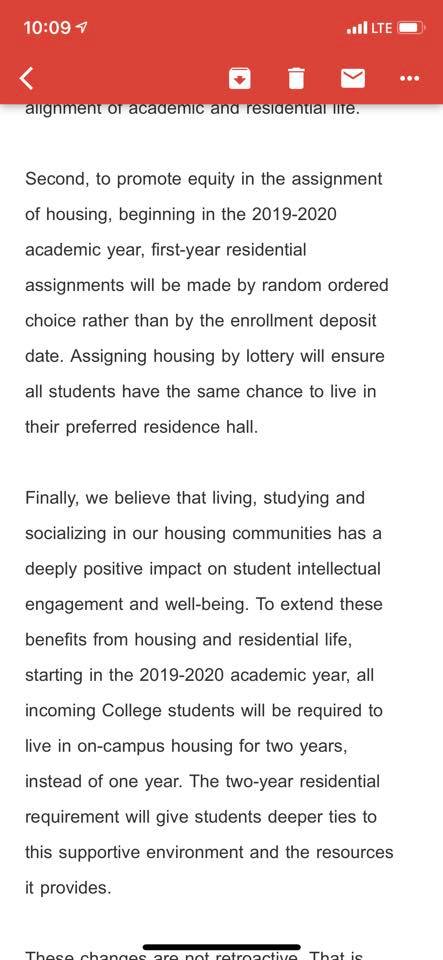 10:09
LTE
alignment of academic and residential life.
Second, to promote equity in the assignment
of housing, beginning in the 2019-2020
academic year, first-year residential
assignments will be made by random ordered
choice rather than by the enrollment deposit
date. Assigning housing by lottery will ensure
all students have the same chance to live in
their preferred residence hall.
Finally, we believe that living, studying and
socializing in our housing communities has a
deeply positive impact on student intellectual
engagement and well-being. To extend these
benefits from housing and residential life,
starting in the 2019-2020 academic year, all
incoming College students will be required to
live in on-campus housing for two years,
instead of one year. The two-year residential
requirement will give students deeper ties to
this supportive environment and the resources
it provides.
These changes are not retroactive. That is